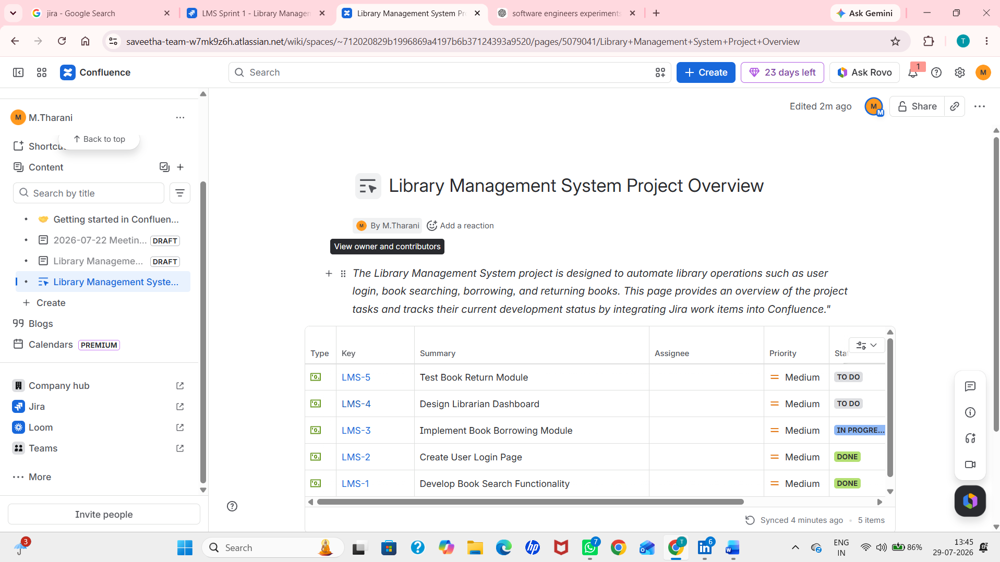 jira - Google Search
LMS Sprint 1 - Library Managen
Library Management System Pr
software engineers experiments
Ask Gemini
saveetha-team-w7mk9z6h.atlassian.net/wiki/spaces/~712020829b1996869a4197b6b37124393a9520/pages/5079041/Library+Management+System+Project+Overview
T
Confluence
Search
Create
23 days left
Ask Rovo
1
M
M M.Tharani
Edited 2m ago
M
M
Share
Back to top
Shortcu
Content
Search by title
Getting started in Confluen...
2026-07-22 Meetin... DRAFT
Library Manageme... DRAFT
Library Management Syste...
Create
Blogs
Calendars PREMIUM
Company hub
Jira
Loom
Teams
More
Invite people
Library Management System Project Overview
M By M.Tharani Add a reaction
View owner and contributors
The Library Management System project is designed to automate library operations such as user
login, book searching, borrowing, and returning books. This page provides an overview of the project
tasks and tracks their current development status by integrating Jira work items into Confluence."
Type Key Summary Assignee Priority Sta
LMS-5 Test Book Return Module Medium TO DO
LMS-4 Design Librarian Dashboard Medium TO DO
LMS-3 Implement Book Borrowing Module Medium IN PROGRE...
LMS-2 Create User Login Page Medium DONE
LMS-1 Develop Book Search Functionality Medium DONE
Synced 4 minutes ago • 5 items
3
Search
hp
7
T
6
ENG
IN
86%
13:45
29-07-2026